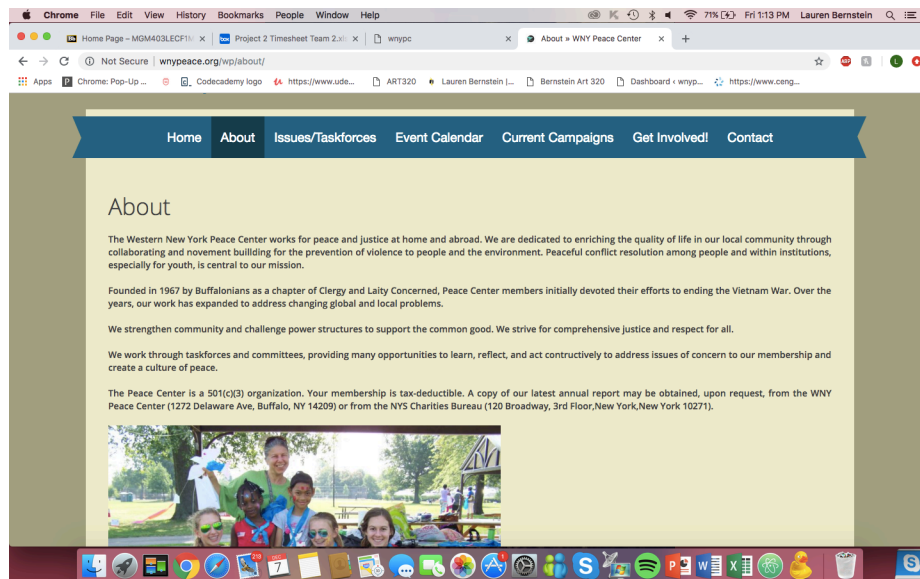 Chrome File Edit View History Bookmarks People Window Help 71% Fri 1:13 PM Lauren Bernstein
Home Page – MGM403LECF1M Project 2 Timesheet Team 2.xl wnypc About » WNY Peace Center
Not Secure | wnypeace.org/wp/about/
Apps Chrome: Pop-Up ... Codecademy logo https://www.ude... ART320 Lauren Bernstein |... Bernstein Art 320 Dashboard ‹ wnyp... https://www.ceng...
Home About Issues/Taskforces Event Calendar Current Campaigns Get Involved! Contact
About
The Western New York Peace Center works for peace and justice at home and abroad. We are dedicated to enriching the quality of life in our local community through
collaborating and novement buillding for the prevention of violence to people and the environment. Peaceful conflict resolution among people and within institutions,
especially for youth, is central to our mission.
Founded in 1967 by Buffalonians as a chapter of Clergy and Laity Concerned, Peace Center members initially devoted their efforts to ending the Vietnam War. Over the
years, our work has expanded to address changing global and local problems.
We strengthen community and challenge power structures to support the common good. We strive for comprehensive justice and respect for all.
We work through taskforces and committees, providing many opportunities to learn, reflect, and act contructively to address issues of concern to our membership and
create a culture of peace.
The Peace Center is a 501(c)(3) organization. Your membership is tax-deductible. A copy of our latest annual report may be obtained, upon request, from the WNY
Peace Center (1272 Delaware Ave, Buffalo, NY 14209) or from the NYS Charities Bureau (120 Broadway, 3rd Floor,New York,New York 10271).